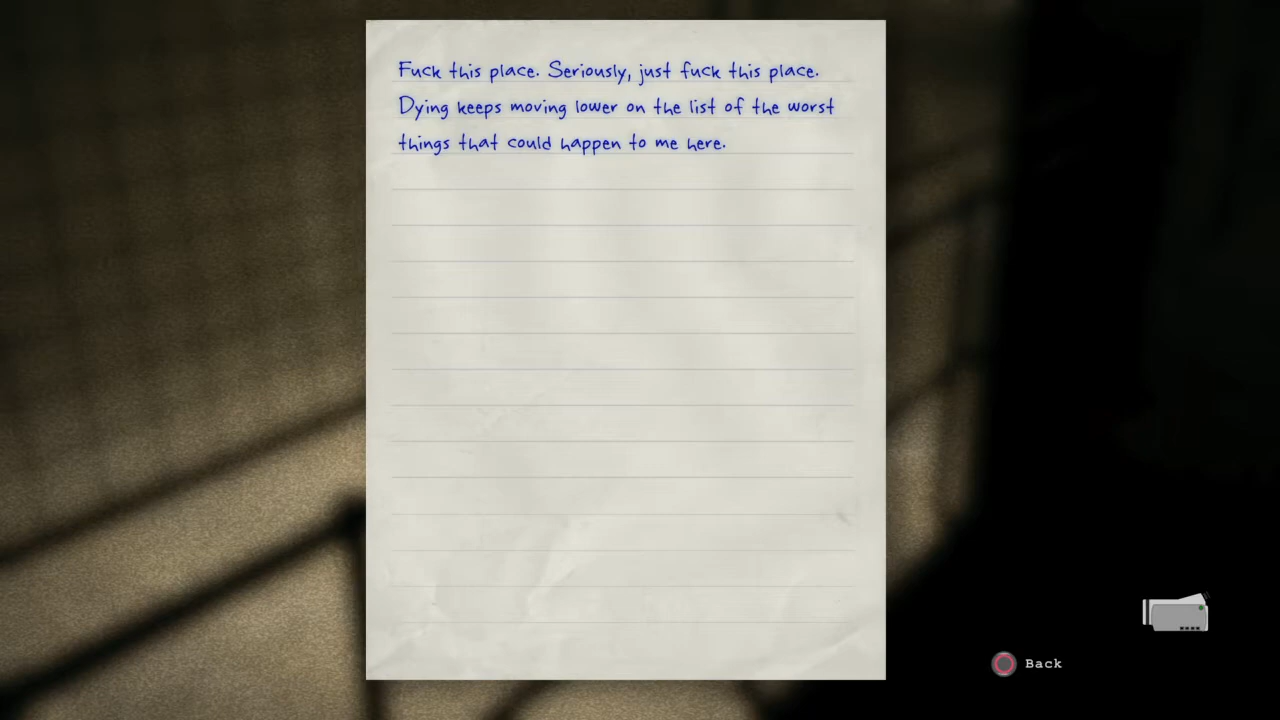 Fuck this place. Seriously, just fuck this place.
Dying keeps moving lower on the list of the worst
things that could happen to me here.
Back